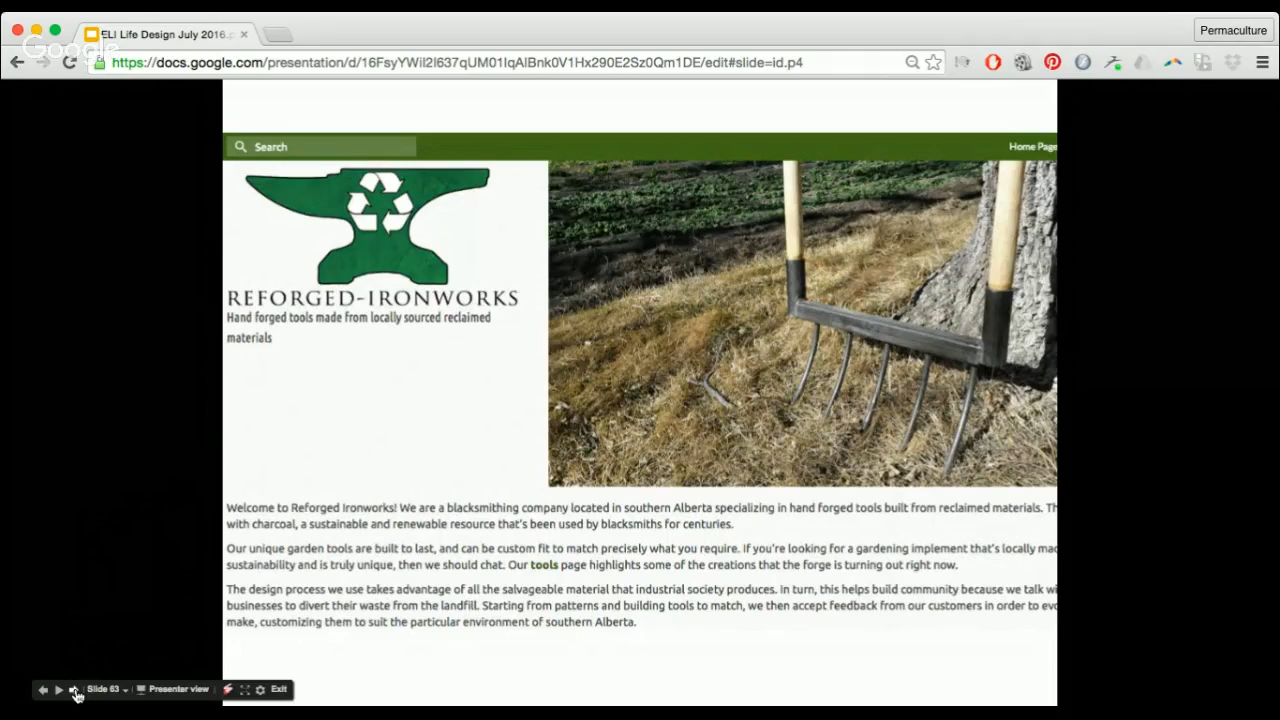 ELI Life Design July 2016.p
Permaculture
Google
https://docs.google.com/presentation/d/16FsyYWil2I637qUM01IqAIBnk0V1Hx290E2Sz0Qm1DE/edit#slide=id.p4
Search
Home Page
REFORGED-IRONWORKS
Hand forged tools made from locally sourced reclaimed
materials
Welcome to Reforged Ironworks! We are a blacksmithing company located in southern Alberta specializing in hand forged tools built from reclaimed materials. Th
with charcoal, a sustainable and renewable resource that's been used by blacksmiths for centuries.
Our unique garden tools are built to last, and can be custom fit to match precisely what you require. If you're looking for a gardening implement that's locally mad
sustainability and is truly unique, then we should chat. Our tools page highlights some of the creations that the forge is turning out right now.
The design process we use takes advantage of all the salvageable material that industrial society produces. In turn, this helps build community because we talk wi
businesses to divert their waste from the landfill. Starting from patterns and building tools to match, we then accept feedback from our customers in order to evo
make, customizing them to suit the particular environment of southern Alberta.
Slide 63
Presenter view
Exit